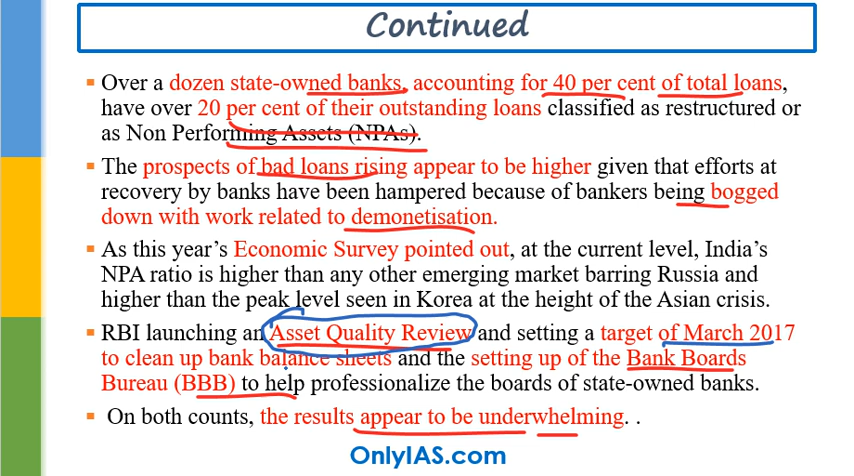 Continued
Over a dozen state-owned banks, accounting for 40 per cent of total loans,
have over 20 per cent of their outstanding loans classified as restructured or
as Non Performing Assets (NPAs).
The prospects of bad loans rising appear to be higher given that efforts at
recovery by banks have been hampered because of bankers being bogged
down with work related to demonetisation.
As this year's Economic Survey pointed out, at the current level, India's
NPA ratio is higher than any other emerging market barring Russia and
higher than the peak level seen in Korea at the height of the Asian crisis.
RBI launching an Asset Quality Review and setting a target of March 2017
to clean up bank balance sheets and the setting up of the Bank Boards
Bureau (BBB) to help professionalize the boards of state-owned banks.
On both counts, the results appear to be underwhelming. .
OnlyIAS.com